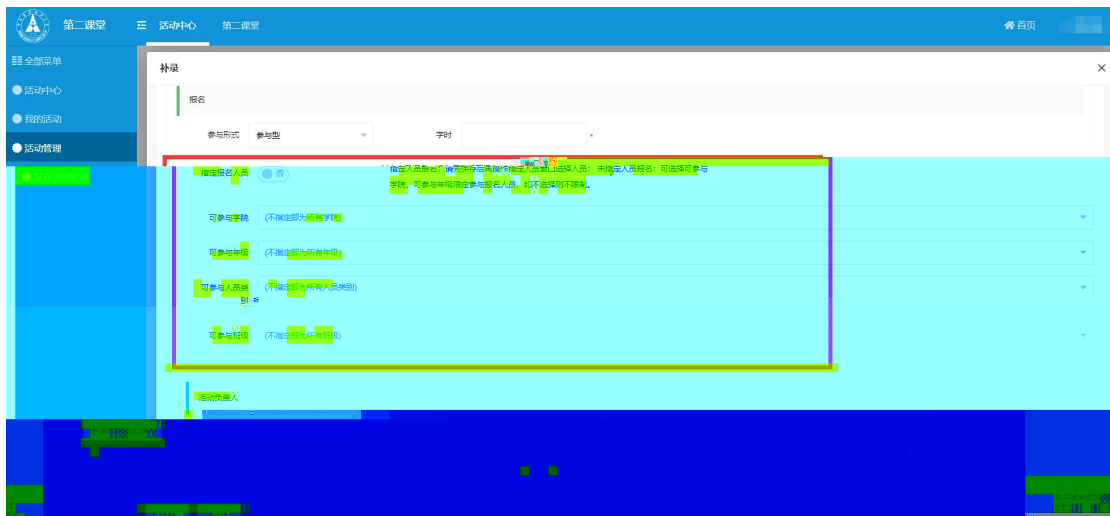 第二课堂 活动中心 第二课堂 首页
全部菜单
活动中心
我的活动
活动管理
补录
报名
参与形式 参与型 学时 *
指定报名人员 否 指定人员报名：请先保存后再操作指定人员窗口选择人员； 未指定人员报名：可选择可参与
学院，可参与年级限定参与报名人员，如不选择则不限制。
可参与学院 (不指定即为所有学院)
可参与年级 (不指定即为所有年级)
可参与人员类
别 (不指定即为所有人员类别)
可参与班级 (不指定即为所有班级)
活动负责人